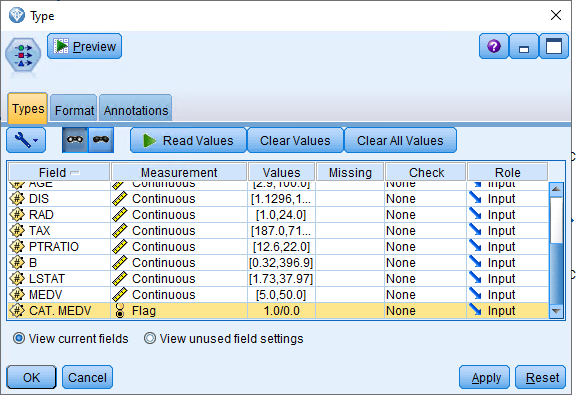 Type
Preview
?
Types Format Annotations
Read Values Clear Values Clear All Values
Field Measurement Values Missing Check Role
AGE Continuous [2.9,100.0] None Input
DIS Continuous [1.1296,1... None Input
RAD Continuous [1.0,24.0] None Input
TAX Continuous [187.0,71... None Input
PTRATIO Continuous [12.6,22.0] None Input
B Continuous [0.32,396.9] None Input
LSTAT Continuous [1.73,37.97] None Input
MEDV Continuous [5.0,50.0] None Input
CAT. MEDV Flag 1.0/0.0 None Input
View current fields View unused field settings
OK Cancel Apply Reset